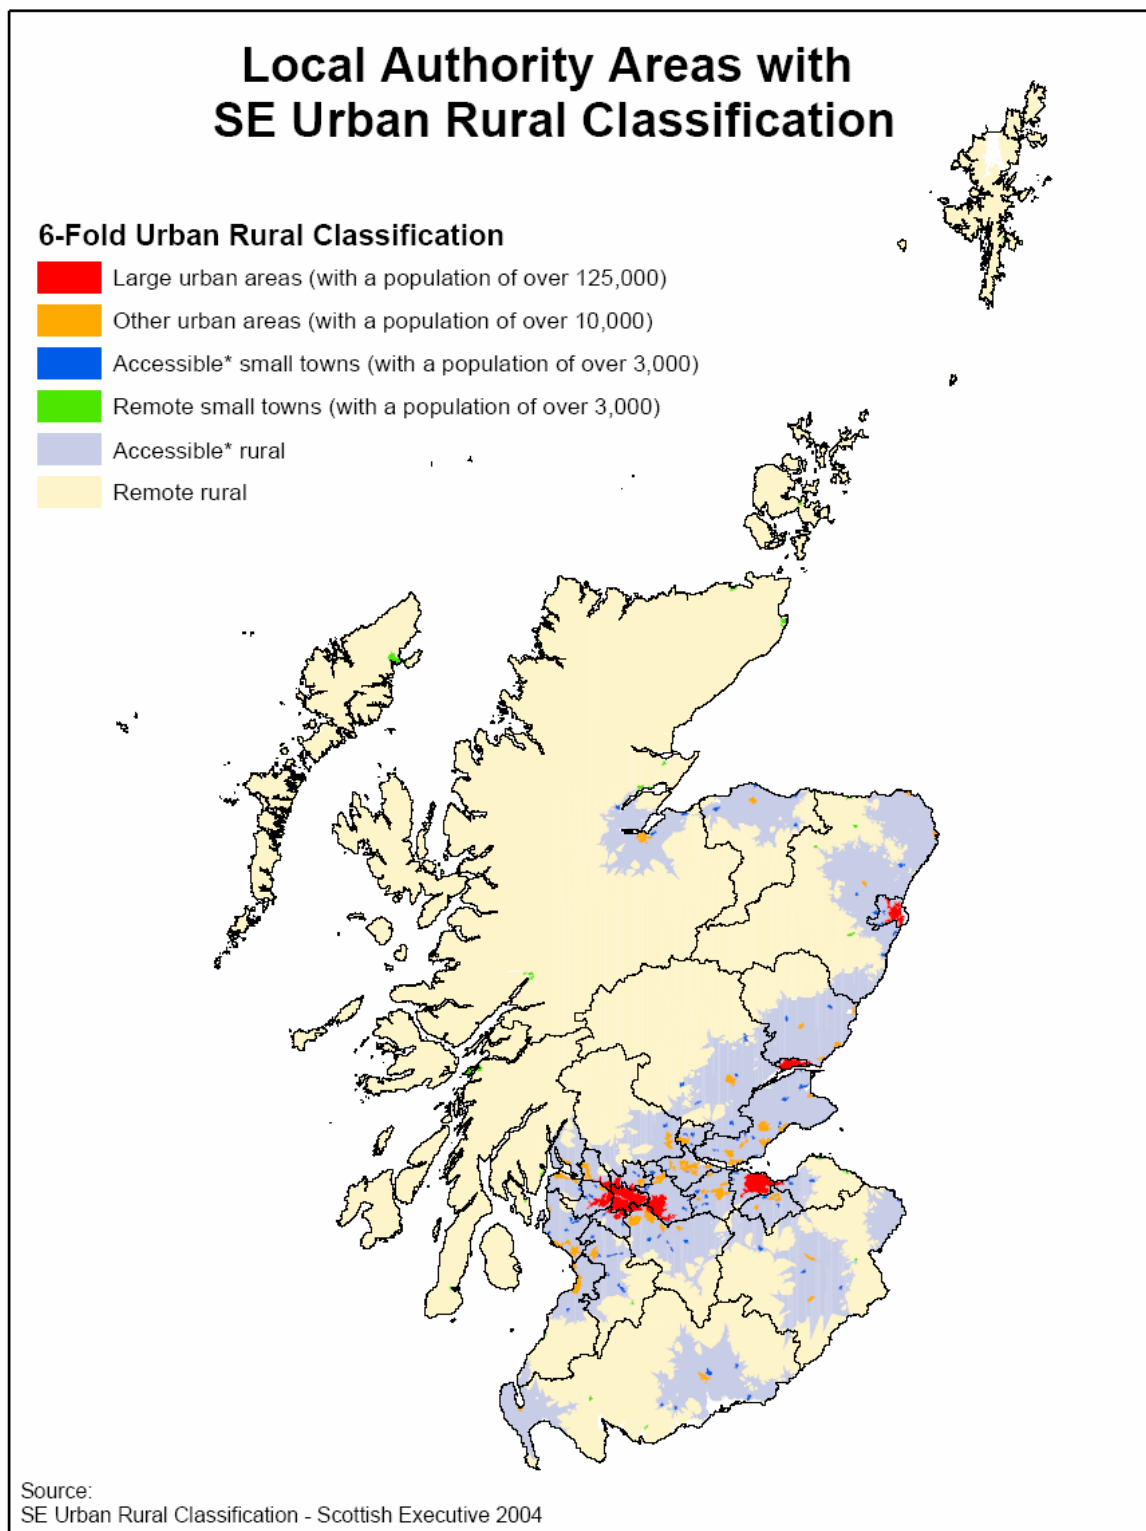 Local Authority Areas with
SE Urban Rural Classification
6-Fold Urban Rural Classification
Large urban areas (with a population of over 125,000)
Other urban areas (with a population of over 10,000)
Accessible* small towns (with a population of over 3,000)
Remote small towns (with a population of over 3,000)
Accessible* rural
Remote rural
Source:
SE Urban Rural Classification - Scottish Executive 2004